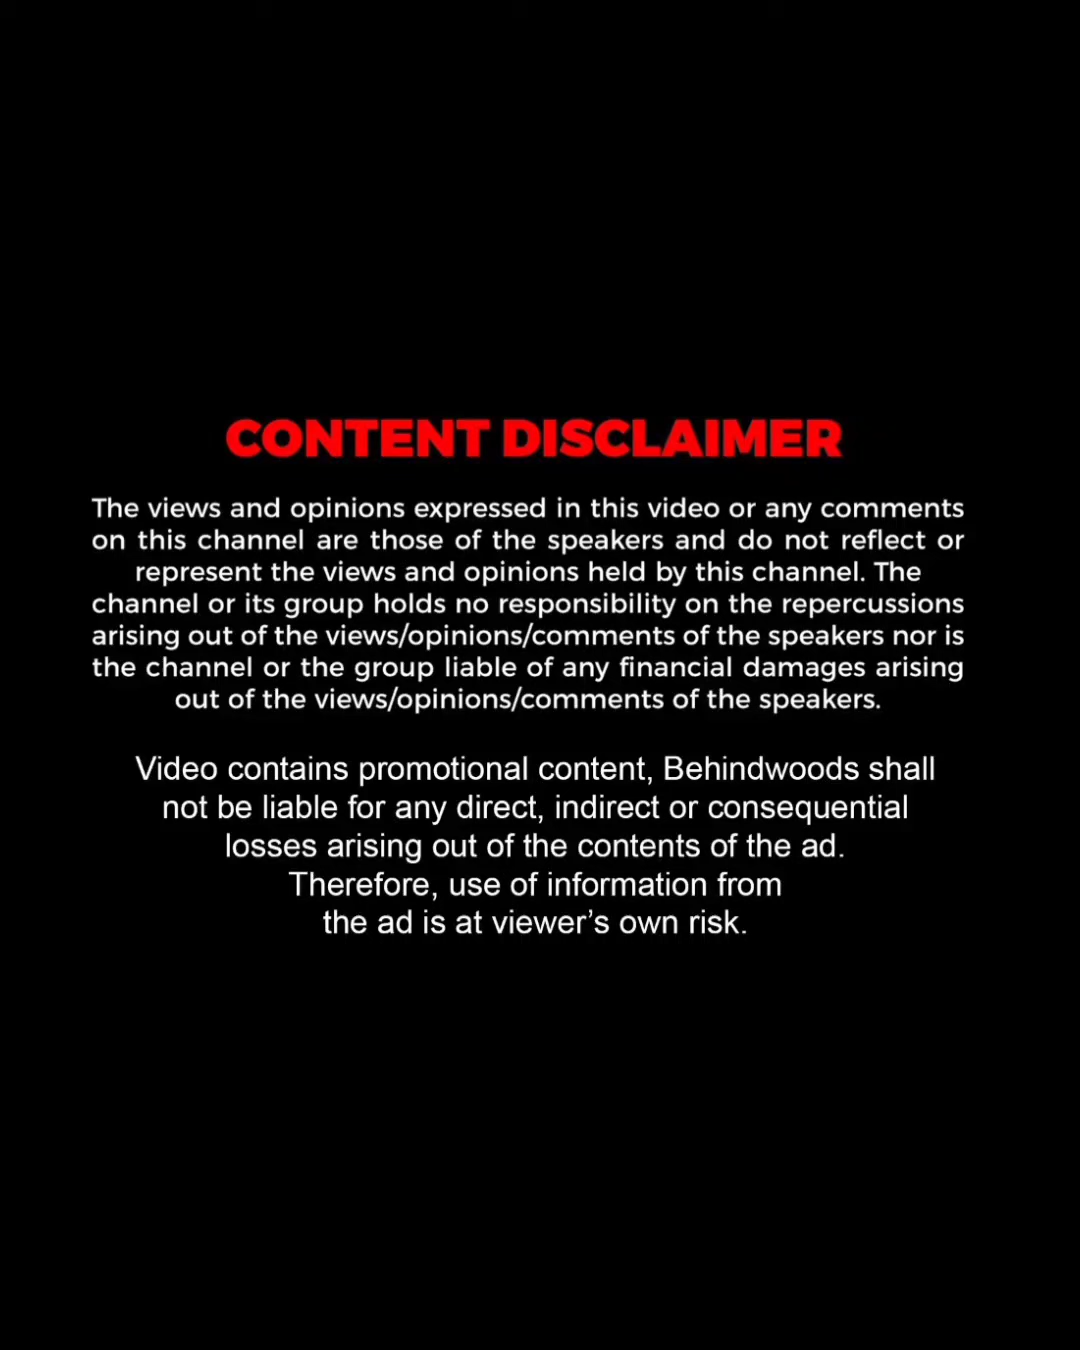 CONTENT DISCLAIMER
The views and opinions expressed in this video or any comments
on this channel are those of the speakers and do not reflect or
represent the views and opinions held by this channel. The
channel or its group holds no responsibility on the repercussions
arising out of the views/opinions/comments of the speakers nor is
the channel or the group liable of any financial damages arising
out of the views/opinions/comments of the speakers.
Video contains promotional content, Behindwoods shall
not be liable for any direct, indirect or consequential
losses arising out of the contents of the ad.
Therefore, use of information from
the ad is at viewer’s own risk.